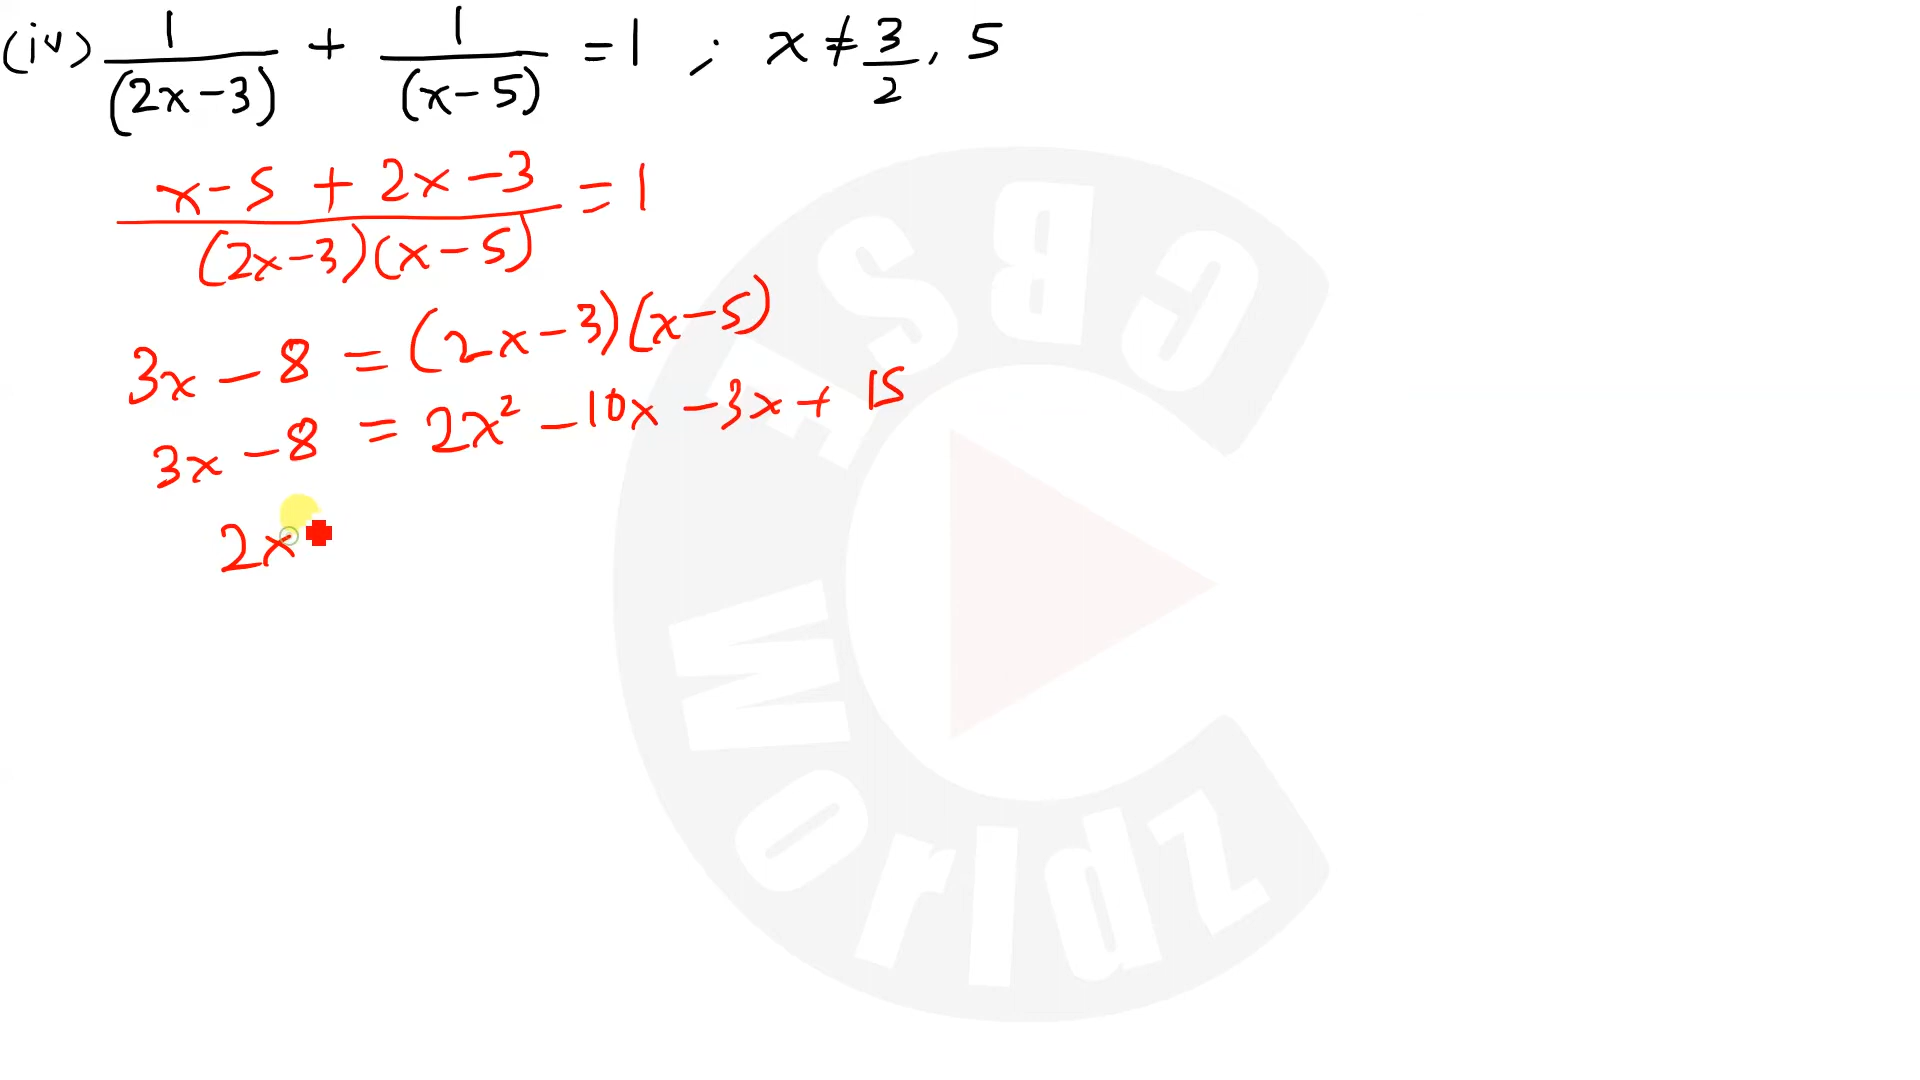 (iv) 1/(2x-3) + 1/(x-5) = 1 ; x ≠ 3/2, 5
x-5 + 2x-3 / (2x-3)(x-5) = 1
3x - 8 = (2x-3)(x-5)
3x - 8 = 2x² - 10x - 3x + 15
2x
CBSE Worldz